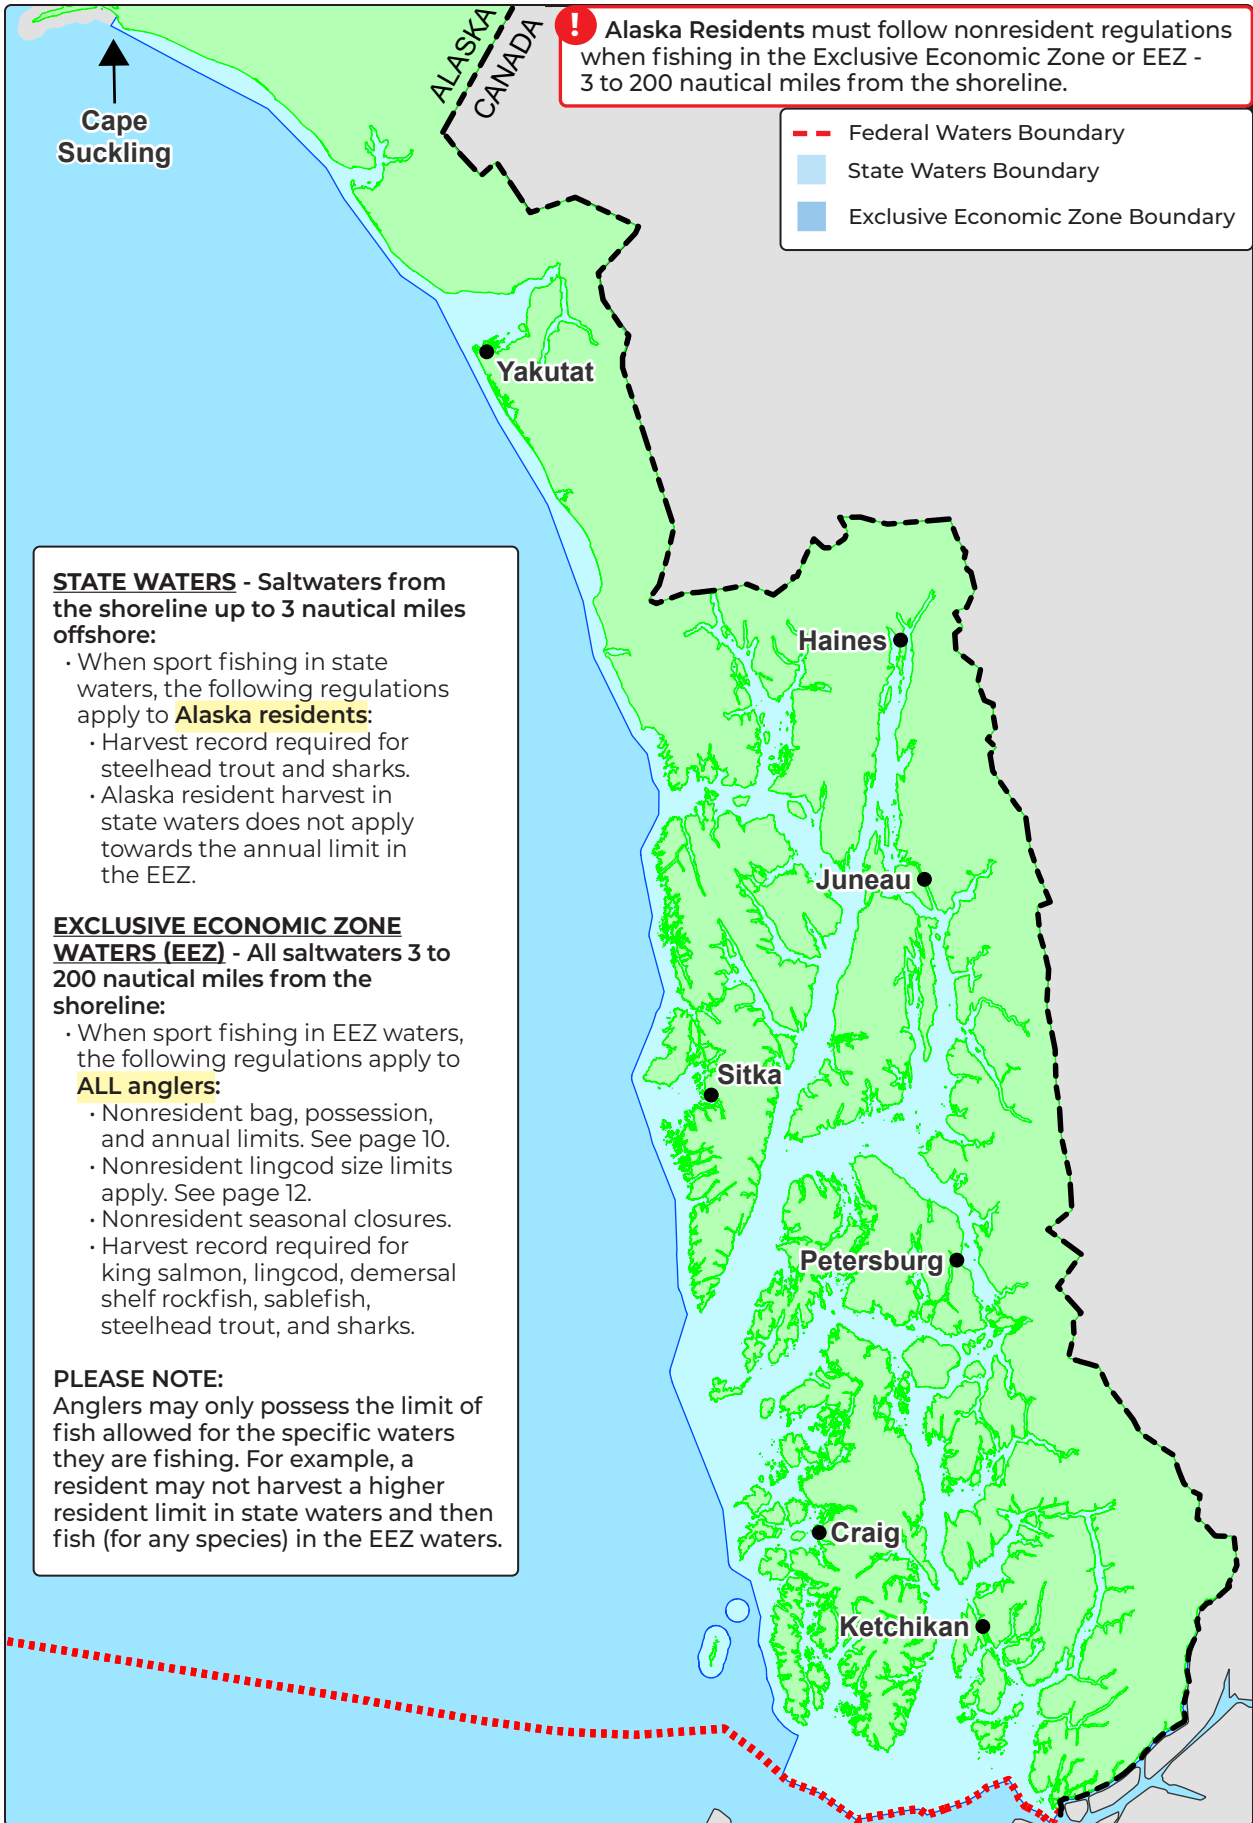 ALASKA
CANADA
! Alaska Residents must follow nonresident regulations
when fishing in the Exclusive Economic Zone or EEZ -
3 to 200 nautical miles from the shoreline.
Cape
Suckling
Federal Waters Boundary
State Waters Boundary
Exclusive Economic Zone Boundary
Yakutat
STATE WATERS - Saltwaters from
the shoreline up to 3 nautical miles
offshore:
· When sport fishing in state
waters, the following regulations
apply to Alaska residents:
· Harvest record required for
steelhead trout and sharks.
· Alaska resident harvest in
state waters does not apply
towards the annual limit in
the EEZ.
EXCLUSIVE ECONOMIC ZONE
WATERS (EEZ) - All saltwaters 3 to
200 nautical miles from the
shoreline:
· When sport fishing in EEZ waters,
the following regulations apply to
ALL anglers:
· Nonresident bag, possession,
and annual limits. See page 10.
· Nonresident lingcod size limits
apply. See page 12.
· Nonresident seasonal closures.
· Harvest record required for
king salmon, lingcod, demersal
shelf rockfish, sablefish,
steelhead trout, and sharks.
PLEASE NOTE:
Anglers may only possess the limit of
fish allowed for the specific waters
they are fishing. For example, a
resident may not harvest a higher
resident limit in state waters and then
fish (for any species) in the EEZ waters.
Haines
Juneau
Sitka
Petersburg
Craig
Ketchikan